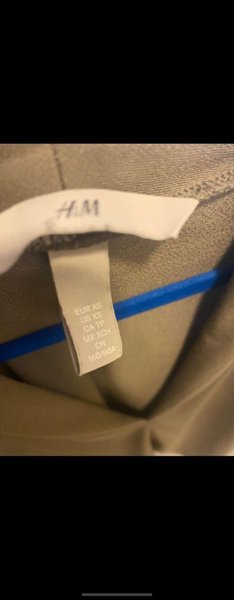 H&M
EUR XS
US XS
CA TP
MX XCH
CN
160/80A